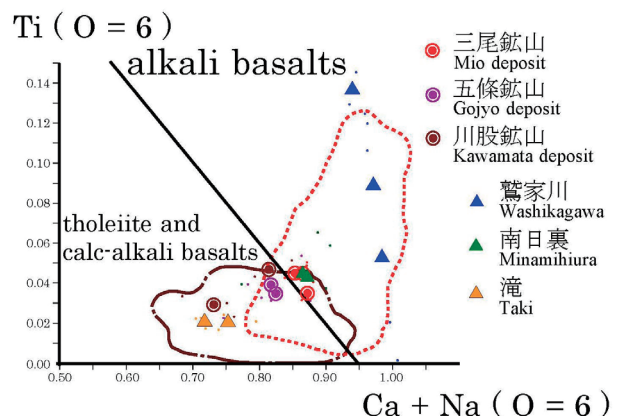 Ti ( O = 6 )
alkali basalts
tholeiite and
calc-alkali basalts
0.14
0.12
0.10
0.08
0.06
0.04
0.02
0.00
0.50
0.60
0.70
0.80
0.90
1.00
Ca + Na ( O = 6 )
三尾鉱山
Mio deposit
五條鉱山
Gojyo deposit
川股鉱山
Kawamata deposit
鷲家川
Washikagawa
南日裏
Minamihiura
滝
Taki